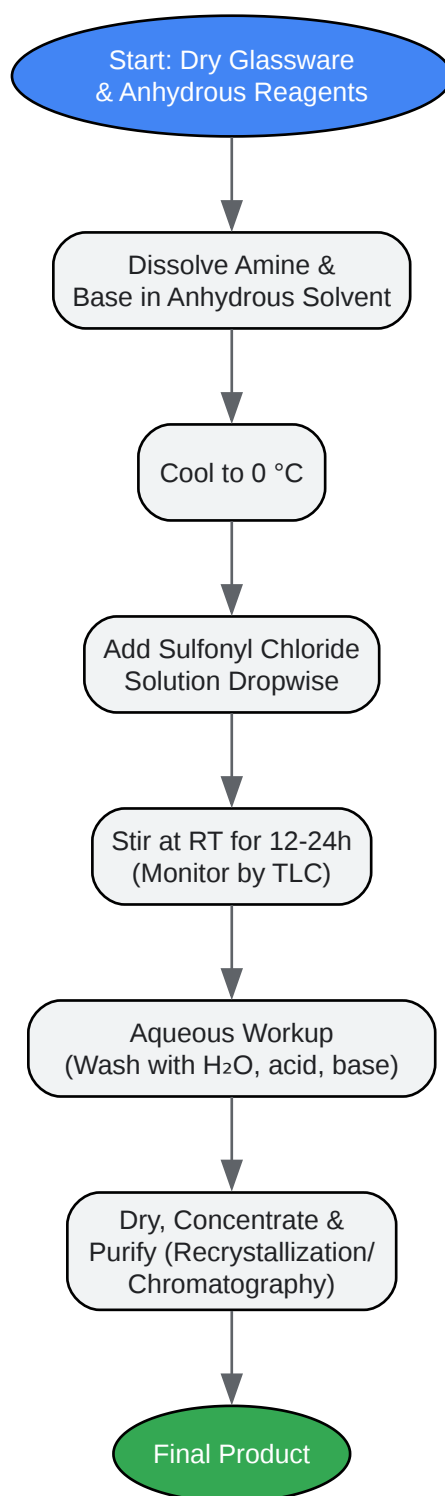 Start: Dry Glassware
& Anhydrous Reagents
Dissolve Amine &
Base in Anhydrous Solvent
Cool to 0 °C
Add Sulfonyl Chloride
Solution Dropwise
Stir at RT for 12-24h
(Monitor by TLC)
Aqueous Workup
(Wash with H₂O, acid, base)
Dry, Concentrate &
Purify (Recrystallization/
Chromatography)
Final Product